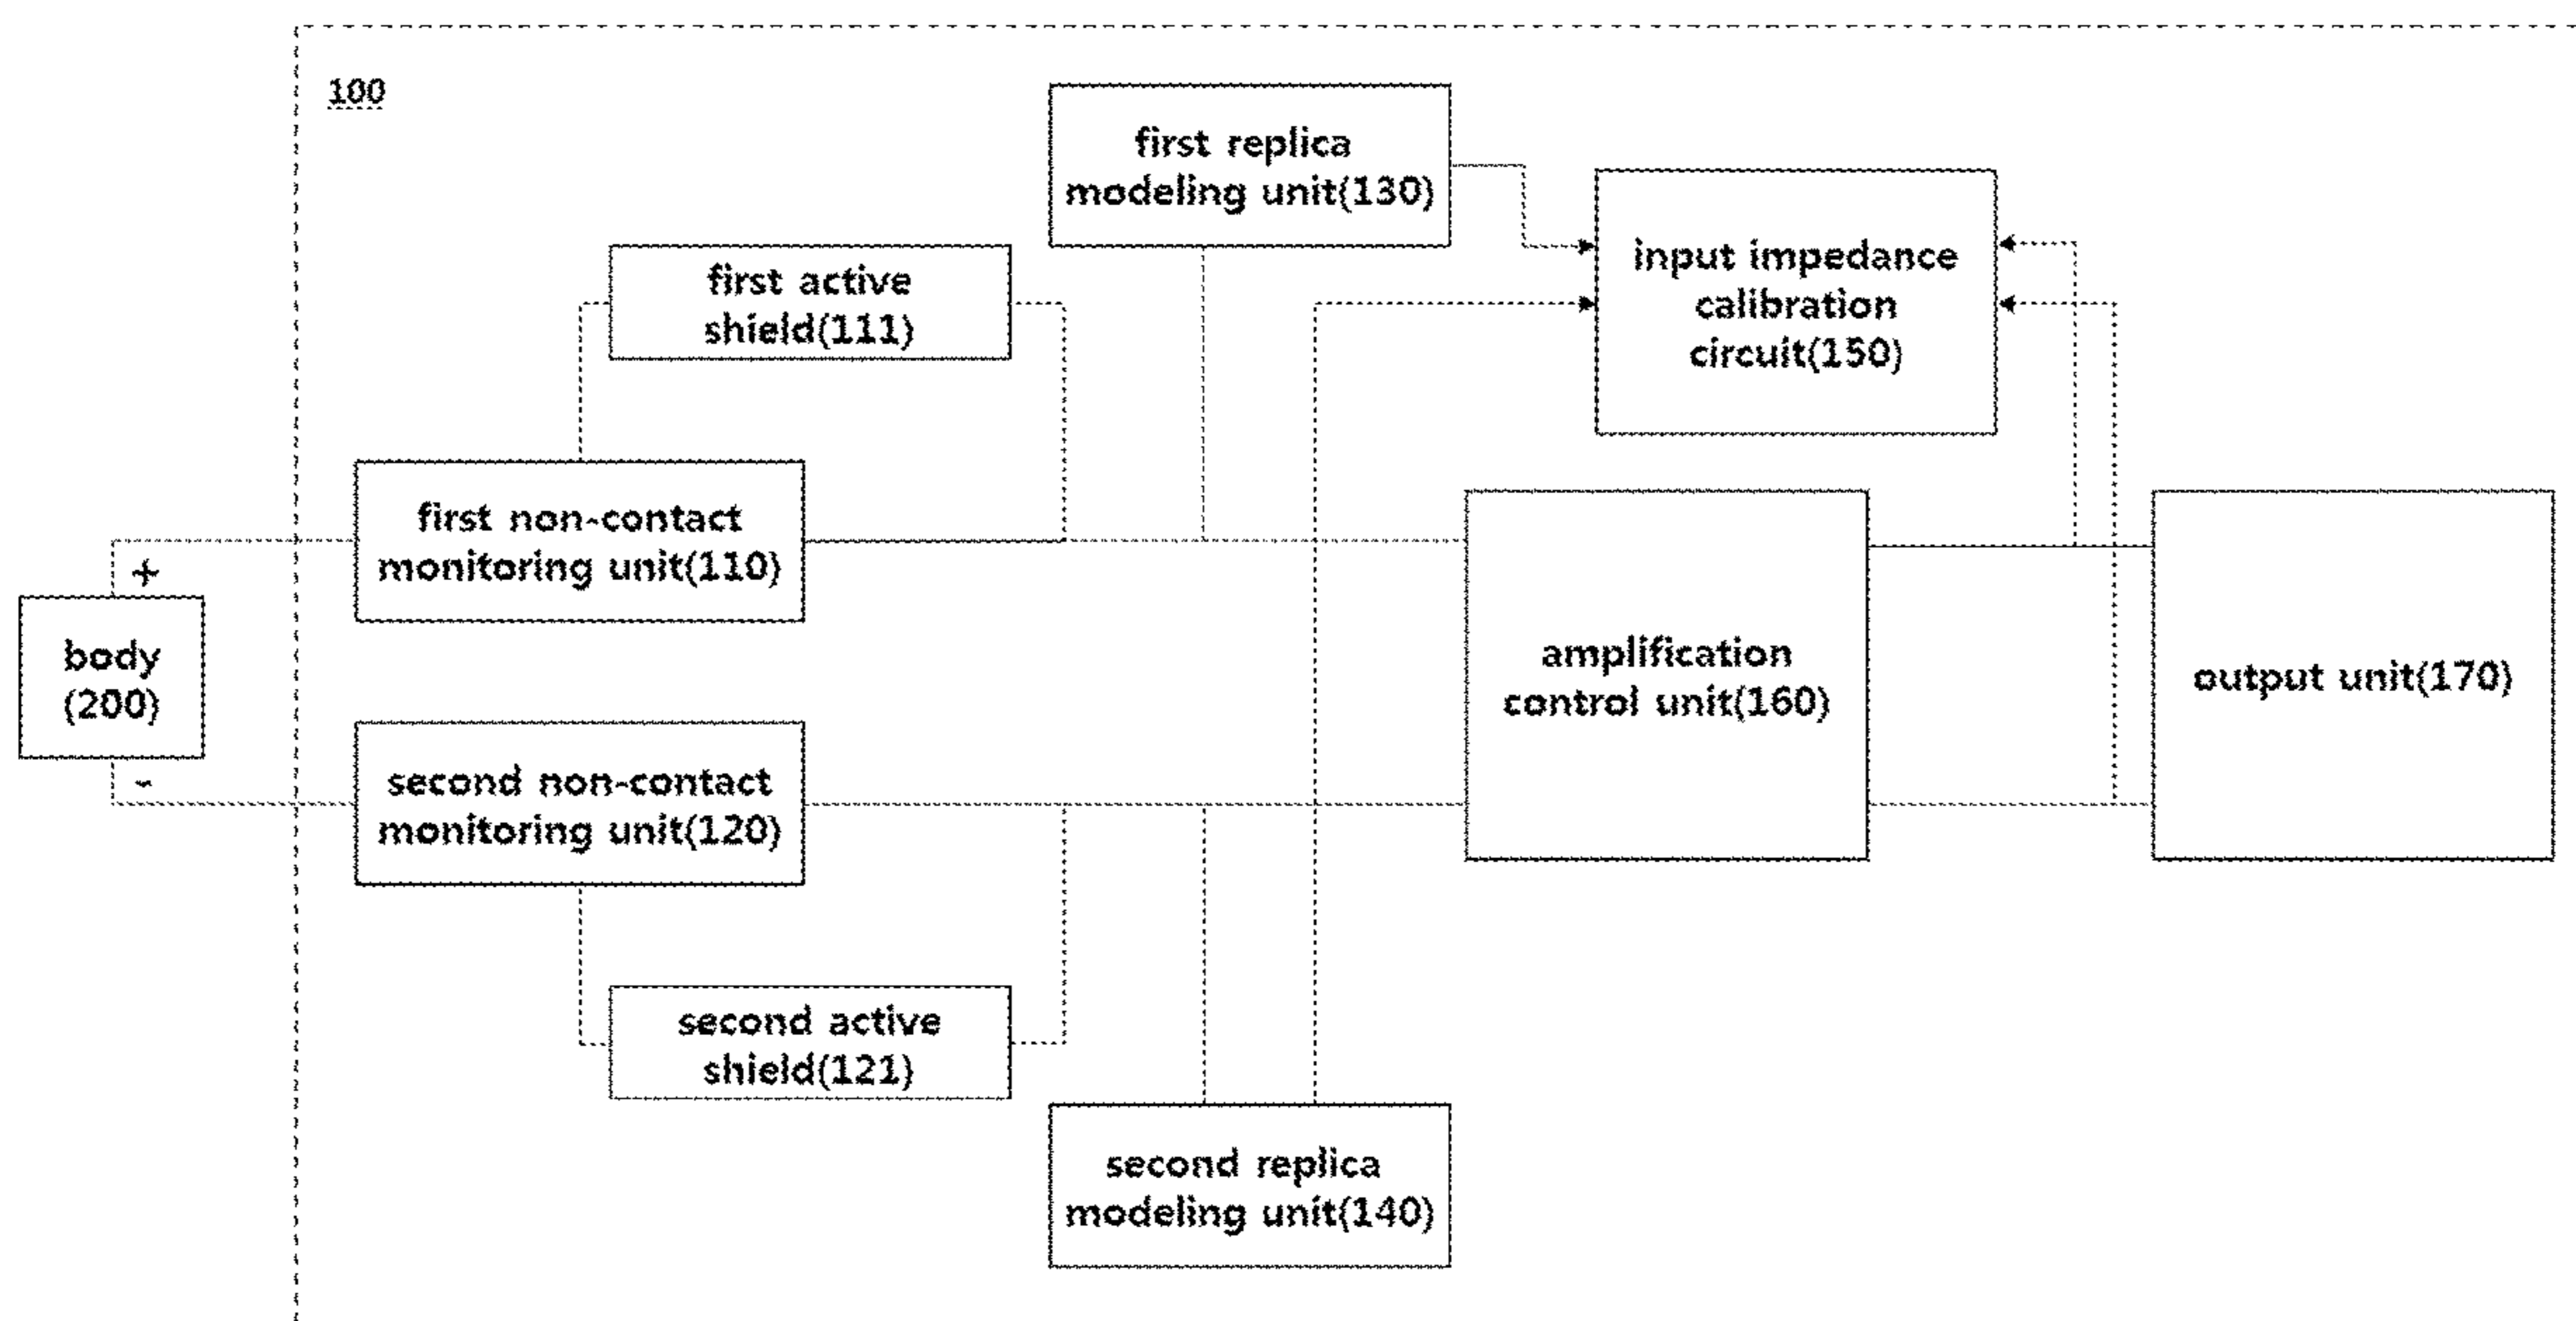 100
first replica
modeling unit(130)
input impedance
calibration
circuit(150)
first active
shield(111)
first non-contact
monitoring unit(110)
+
body
(200)
-
amplification
control unit(160)
output unit(170)
second non-contact
monitoring unit(120)
second active
shield(121)
second replica
modeling unit(140)